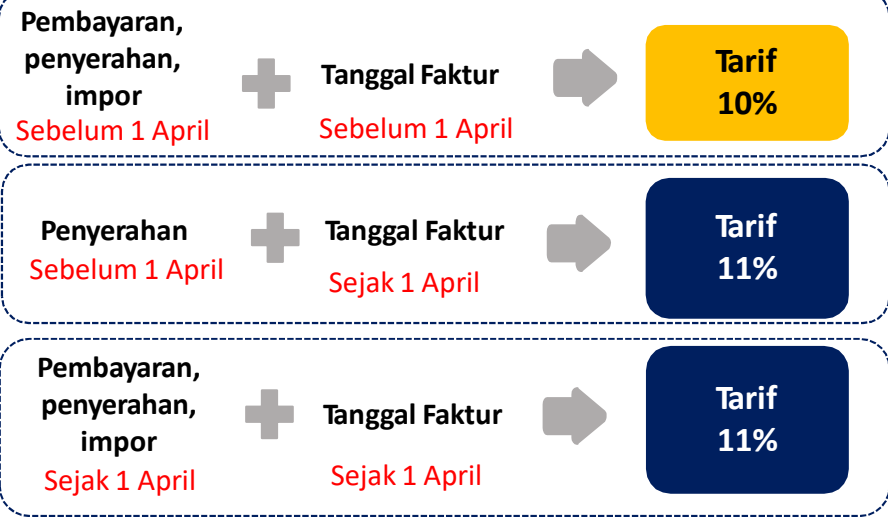 Pembayaran,
penyerahan,
impor
Sebelum 1 April
Tanggal Faktur
Sebelum 1 April
Tarif
10%
Penyerahan
Sebelum 1 April
Tanggal Faktur
Sejak 1 April
Tarif
11%
Pembayaran,
penyerahan,
impor
Sejak 1 April
Tanggal Faktur
Sejak 1 April
Tarif
11%